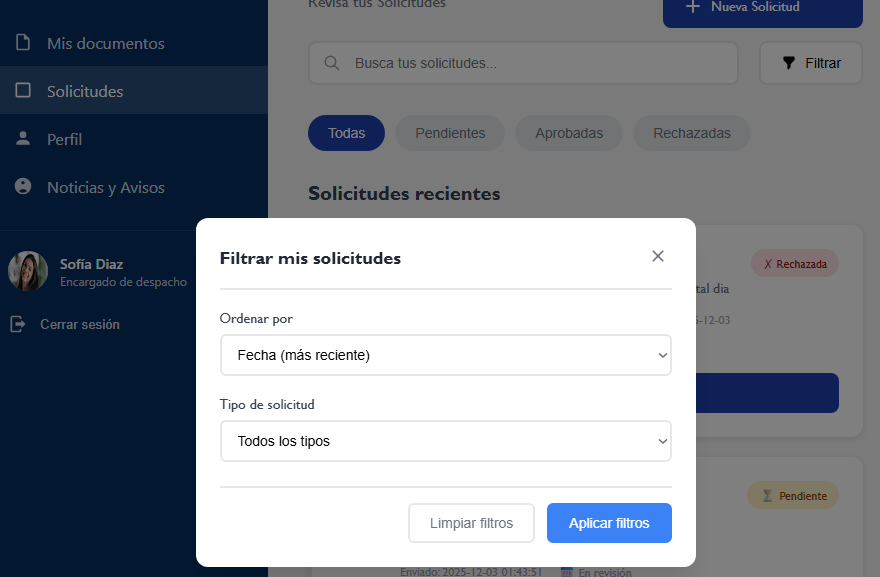 Mis documentos
Solicitudes
Perfil
Noticias y Avisos
Sofía Diaz
Encargado de despacho
Cerrar sesión
Revisa tus Solicitudes
Nueva Solicitud
Busca tus solicitudes...
Filtrar
Todas
Pendientes
Aprobadas
Rechazadas
Solicitudes recientes
Rechazada
tal dia
-12-03
Pendiente
Enviado: 2025-12-03 01:43:51
En revisión
Filtrar mis solicitudes
Ordenar por
Fecha (más reciente)
Tipo de solicitud
Todos los tipos
Limpiar filtros
Aplicar filtros